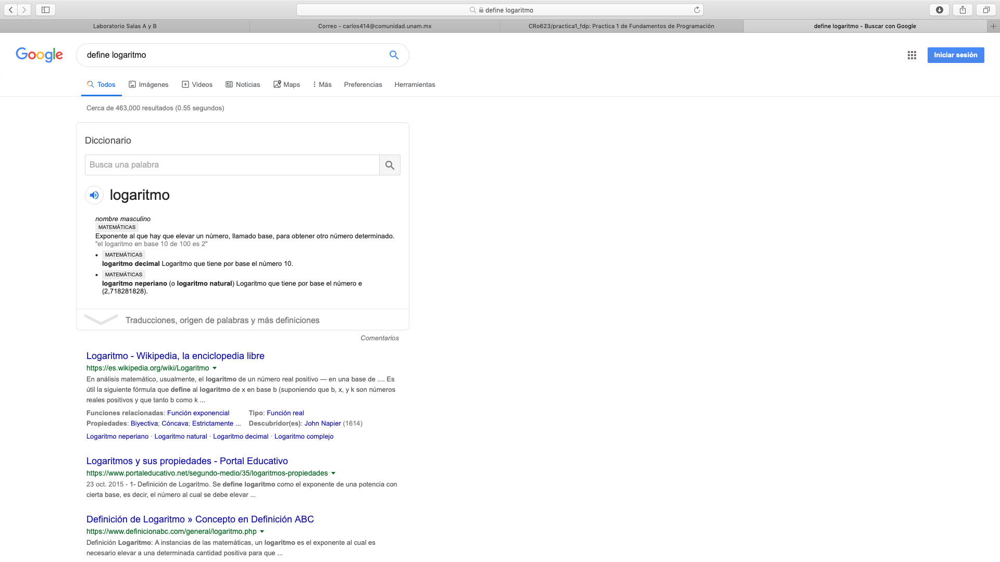 define logaritmo
Laboratorio Salas A y B
Correo - carlos414@comunidad.unam.mx
CRo623/practica1_fdp: Practica 1 de Fundamentos de Programación
define logaritmo - Buscar con Google
Google
define logaritmo
Iniciar sesión
Todos
Imágenes
Videos
Noticias
Maps
Más
Preferencias
Herramientas
Cerca de 463,000 resultados (0.55 segundos)
Diccionario
Busca una palabra
logaritmo
nombre masculino
MATEMÁTICAS
Exponente al que hay que elevar un número, llamado base, para obtener otro número determinado.
"el logaritmo en base 10 de 100 es 2"
• MATEMÁTICAS
logaritmo decimal Logaritmo que tiene por base el número 10.
• MATEMÁTICAS
logaritmo neperiano (o logaritmo natural) Logaritmo que tiene por base el número e
(2,718281828).
Traducciones, origen de palabras y más definiciones
Comentarios
Logaritmo - Wikipedia, la enciclopedia libre
https://es.wikipedia.org/wiki/Logaritmo
En análisis matemático, usualmente, el logaritmo de un número real positivo — en una base de .... Es
útil la siguiente fórmula que define al logaritmo de x en base b (suponiendo que b, x, y k son números
reales positivos y que tanto b como k ...
Funciones relacionadas: Función exponencial Tipo: Función real
Propiedades: Biyectiva; Cóncava; Estrictamente ... Descubridor(es): John Napier (1614)
Logaritmo neperiano · Logaritmo natural · Logaritmo decimal · Logaritmo complejo
Logaritmos y sus propiedades - Portal Educativo
https://www.portaleducativo.net/segundo-medio/35/logaritmos-propiedades
23 oct. 2015 - 1- Definición de Logaritmo. Se define logaritmo como el exponente de una potencia con
cierta base, es decir, el número al cual se debe elevar ...
Definición de Logaritmo » Concepto en Definición ABC
https://www.definicionabc.com/general/logaritmo.php
Definición Logaritmo: A instancias de las matemáticas, un logaritmo es el exponente al cual es
necesario elevar a una determinada cantidad positiva para que ...